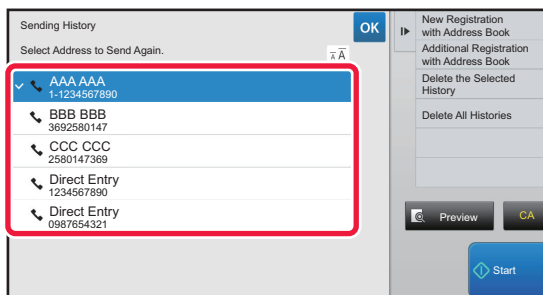 Sending History
OK
Select Address to Send Again.
A A
AAA AAA
1-1234567890
BBB BBB
3692580147
CCC CCC
2580147369
Direct Entry
1234567890
Direct Entry
0987654321
New Registration
with Address Book
Additional Registration
with Address Book
Delete the Selected
History
Delete All Histories
Preview
CA
Start